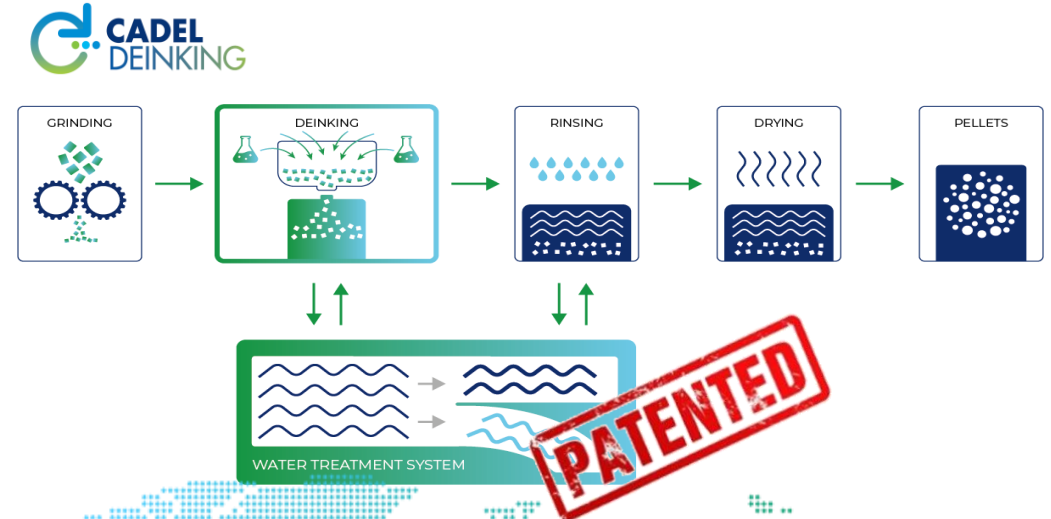 CADEL
DEINKING
GRINDING
DEINKING
RINSING
DRYING
PELLETS
WATER TREATMENT SYSTEM
PATENTED